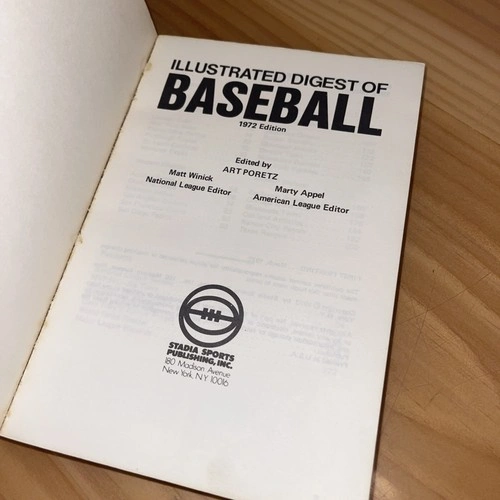 ILLUSTRATED DIGEST OF
BASEBALL
1972 Edition
Edited by
ART PORETZ
Matt Winick
National League Editor
Marty Appel
American League Editor
STADIA SPORTS
PUBLISHING, INC.
180 Madison Avenue
New York, N.Y. 10016